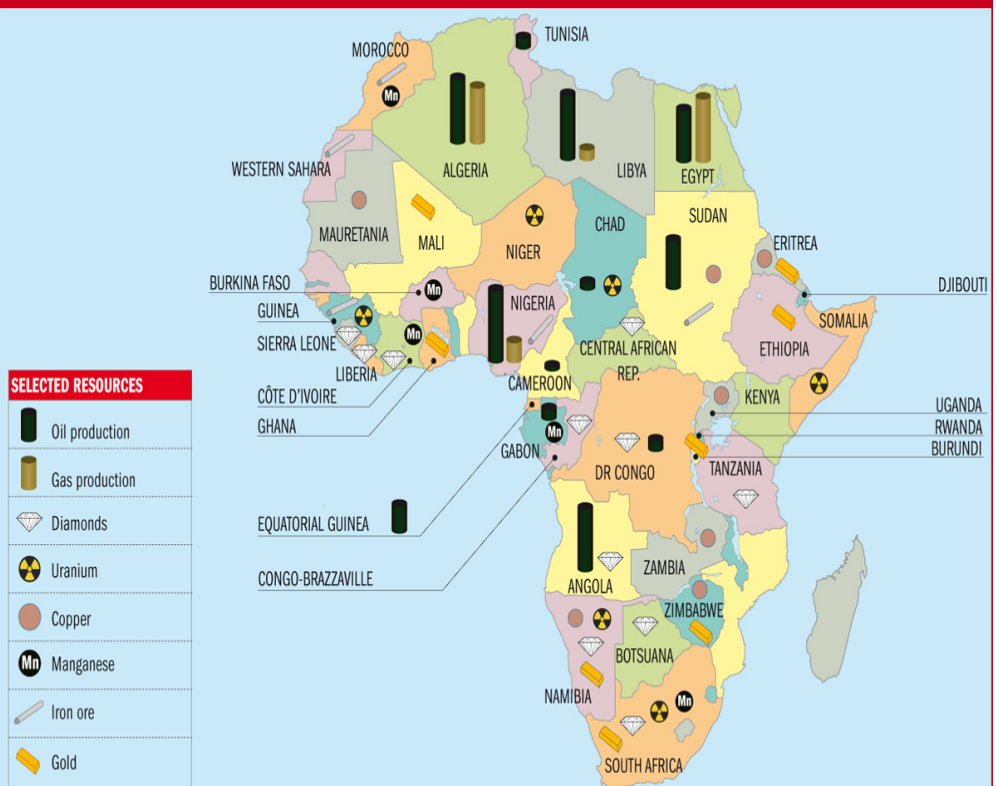 TUNISIA
MOROCCO
WESTERN SAHARA
ALGERIA
LIBYA
EGYPT
MAURETANIA
MALI
NIGER
CHAD
SUDAN
ERITREA
BURKINA FASO
Mn
Mn
NIGERIA
DJIBOUTI
GUINEA
SOMALIA
SIERRA LEONE
Mn
CENTRAL AFRICAN
REP.
ETHIOPIA
LIBERIA
CAMEROON
KENYA
CÔTE D'IVOIRE
UGANDA
GHANA
RWANDA
GABON
Mn
BURUNDI
DR CONGO
TANZANIA
EQUATORIAL GUINEA
CONGO-BRAZZAVILLE
ANGOLA
ZAMBIA
ZIMBABWE
BOTSUANA
NAMIBIA
Mn
SOUTH AFRICA
SELECTED RESOURCES
Oil production
Gas production
Diamonds
Uranium
Copper
Mn Manganese
Iron ore
Gold